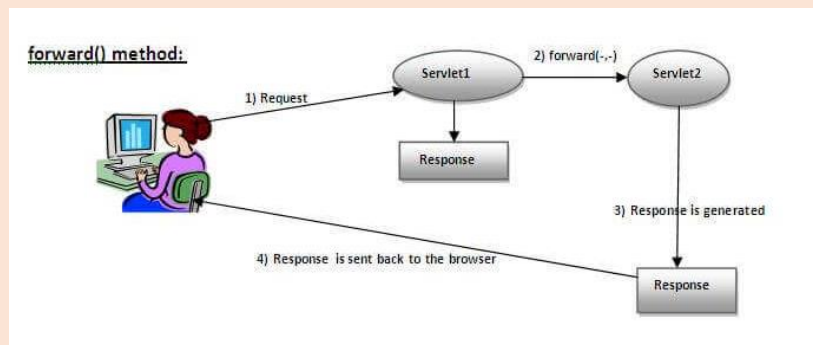 forward() method:
2) forward(-,-)
Servlet1
Servlet2
1) Request
Response
3) Response is generated
4) Response is sent back to the browser
Response